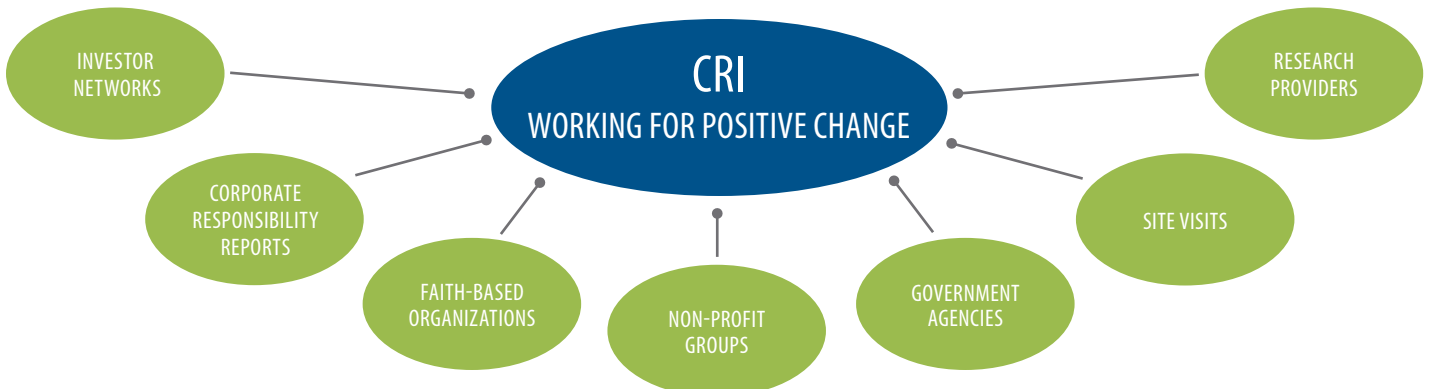 CRI
WORKING FOR POSITIVE CHANGE
INVESTOR
NETWORKS
CORPORATE
RESPONSIBILITY
REPORTS
FAITH-BASED
ORGANIZATIONS
NON-PROFIT
GROUPS
GOVERNMENT
AGENCIES
SITE VISITS
RESEARCH
PROVIDERS